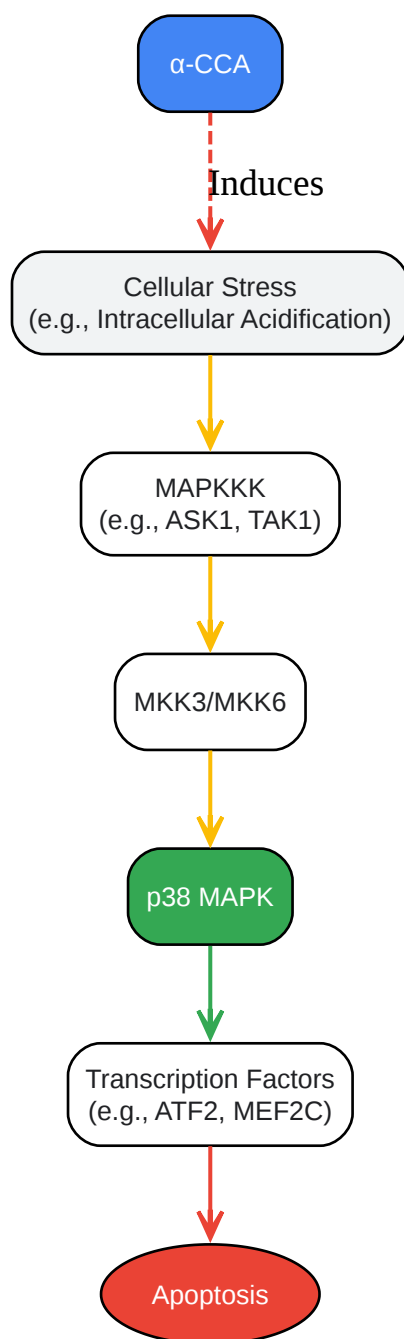 α-CCA
Induces
Cellular Stress
(e.g., Intracellular Acidification)
MAPKKK
(e.g., ASK1, TAK1)
MKK3/MKK6
p38 MAPK
Transcription Factors
(e.g., ATF2, MEF2C)
Apoptosis